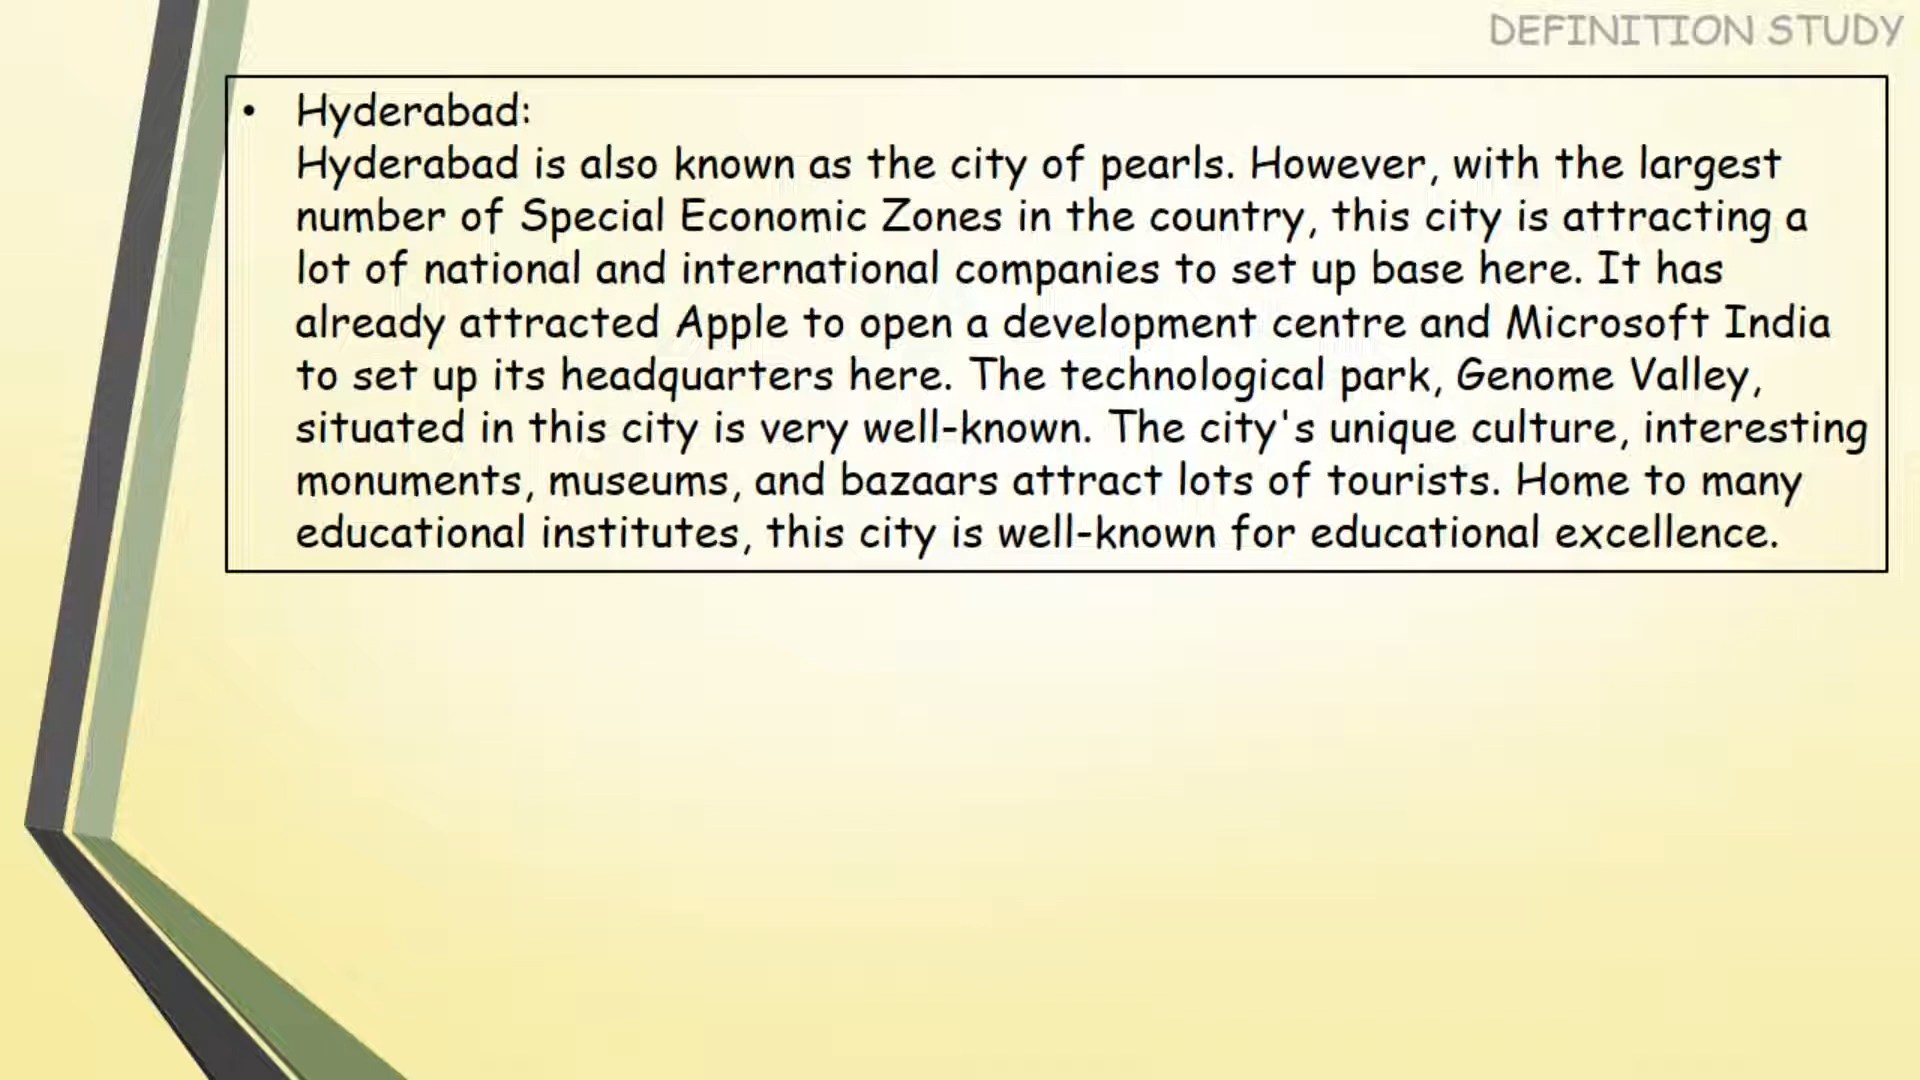 DEFINITION STUDY
• Hyderabad:
Hyderabad is also known as the city of pearls. However, with the largest
number of Special Economic Zones in the country, this city is attracting a
lot of national and international companies to set up base here. It has
already attracted Apple to open a development centre and Microsoft India
to set up its headquarters here. The technological park, Genome Valley,
situated in this city is very well-known. The city's unique culture, interesting
monuments, museums, and bazaars attract lots of tourists. Home to many
educational institutes, this city is well-known for educational excellence.